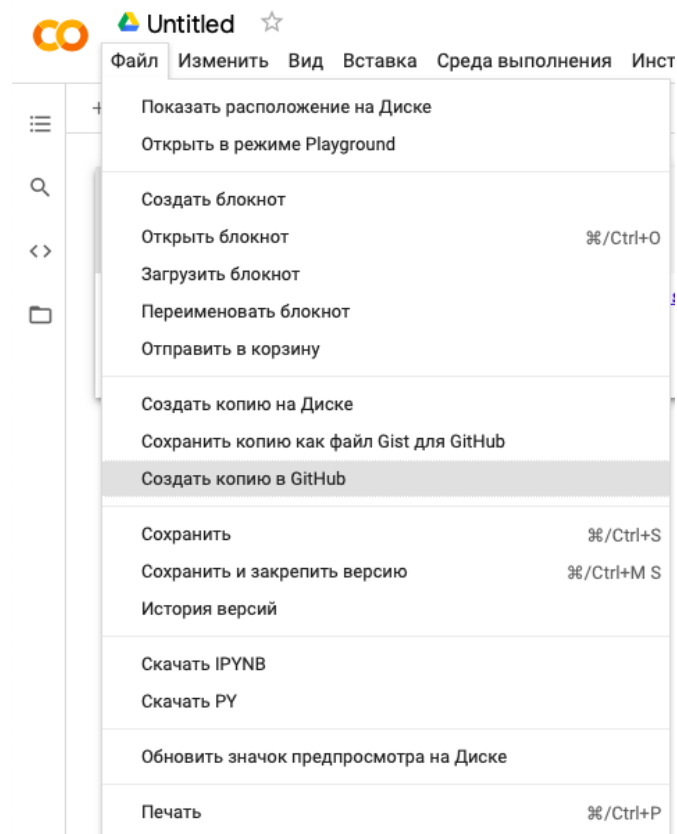 Untitled
Файл Изменить Вид Вставка Среда выполнения
Показать расположение на Диске
Открыть в режиме Playground
Создать блокнот
Открыть блокнот ⌘/Ctrl+O
Загрузить блокнот
Переименовать блокнот
Отправить в корзину
Создать копию на Диске
Сохранить копию как файл Gist для GitHub
Создать копию в GitHub
Сохранить ⌘/Ctrl+S
Сохранить и закрепить версию ⌘/Ctrl+M S
История версий
Скачать IPYNB
Скачать PY
Обновить значок предпросмотра на Диске
Печать ⌘/Ctrl+P